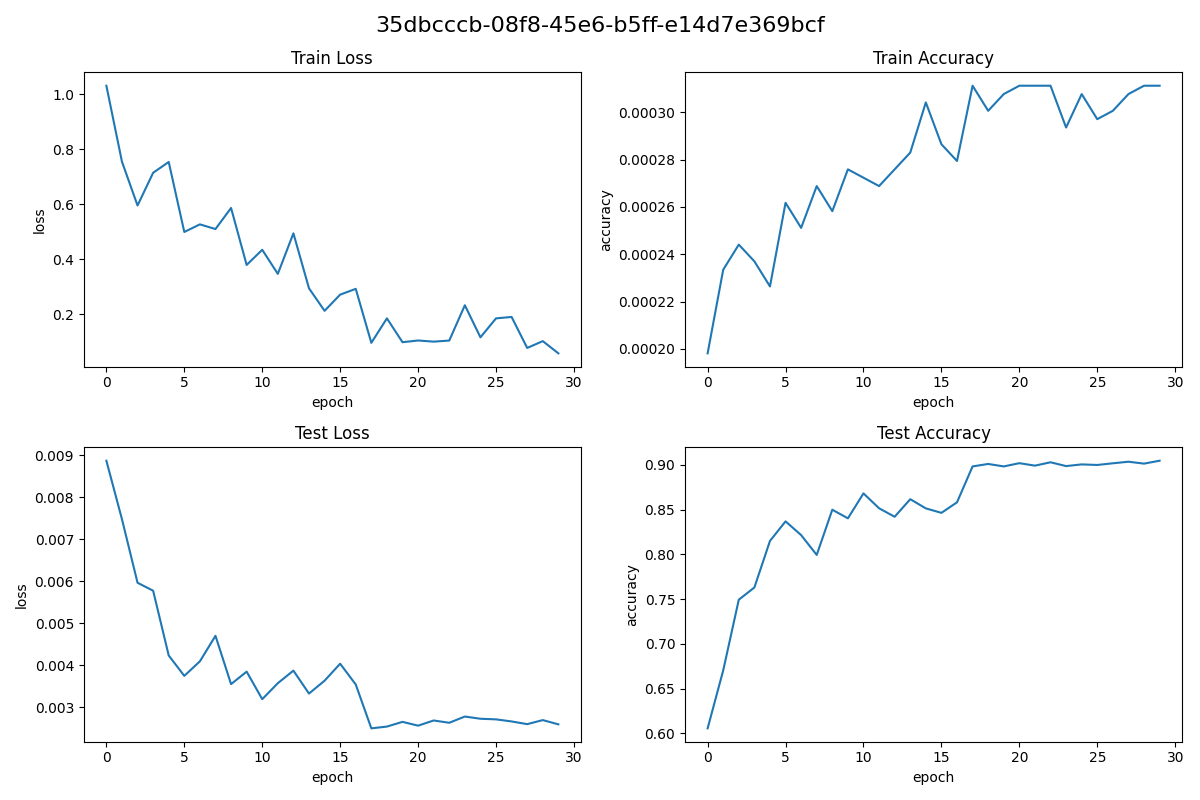 35dbcccb-08f8-45e6-b5ff-e14d7e369bcf
Train Loss
1.0
0.8
0.6
0.4
0.2
loss
0 5 10 15 20 25 30
epoch
Train Accuracy
0.00030
0.00028
0.00026
0.00024
0.00022
0.00020
accuracy
0 5 10 15 20 25 30
epoch
Test Loss
0.009
0.008
0.007
0.006
0.005
0.004
0.003
loss
0 5 10 15 20 25 30
epoch
Test Accuracy
0.90
0.85
0.80
0.75
0.70
0.65
0.60
accuracy
0 5 10 15 20 25 30
epoch